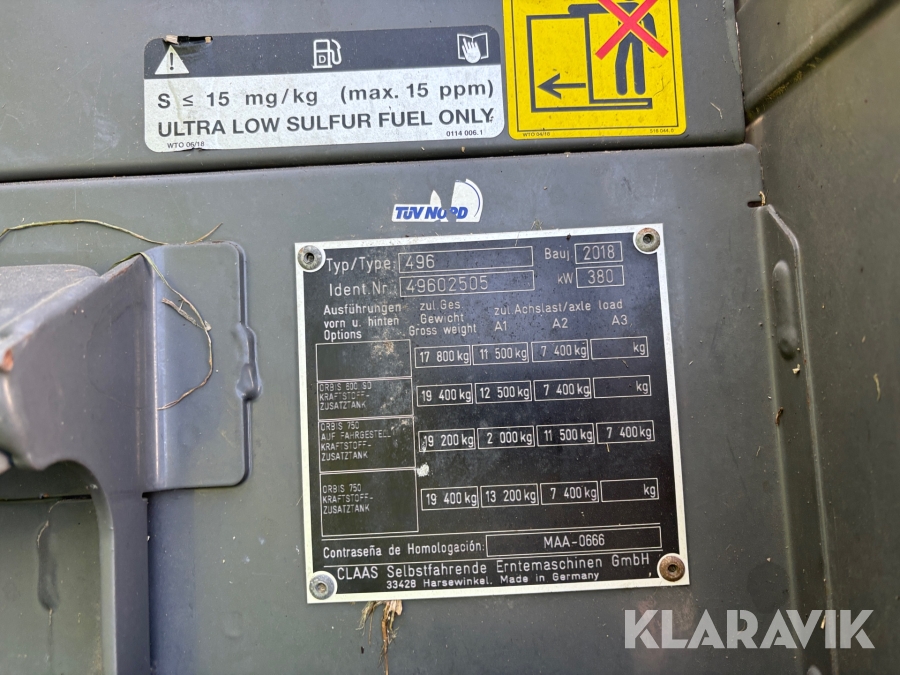 D
S ≤ 15 mg/kg (max. 15 ppm)
ULTRA LOW SULFUR FUEL ONLY
WTO 06/18
0114 006.1
WTO 04/18
TÜV NORD
Typ/Type: 496 Bauj. 2018
Ident.Nr.: 49602505 kW 380
Ausführungen zul.Ges zul.Achslast/axle load
vorn u. hinten Gewicht A1 A2 A3
Options Gross weight
17 800 kg 11 500 kg 7 400 kg kg
ORBIS 600 SD
KRAFTSTOFF-
ZUSATZTANK
19 400 kg 12 500 kg 7 400 kg kg
ORBIS 750
AUF FAHRGESTELL
KRAFTSTOFF-
ZUSATZTANK
19 200 kg 2 000 kg 11 500 kg 7 400 kg
ORBIS 750
KRAFTSTOFF-
ZUSATZTANK
19 400 kg 13 200 kg 7 400 kg kg
Contraseña de Homologación: MAA-0666
CLAAS Selbstfahrende Erntemaschinen GmbH
33428 Harsewinkel. Made in Germany
KLARAVIK